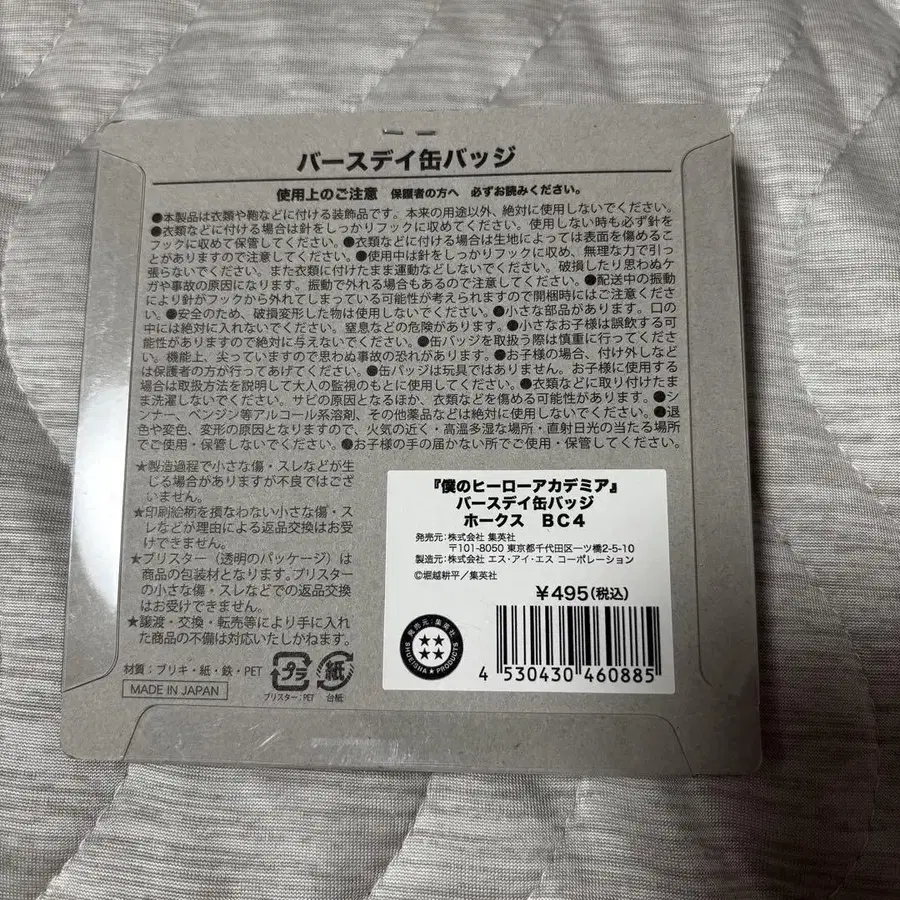 バースデイ缶バッジ
使用上のご注意 保護者の方へ 必ずお読みください。
●本製品は衣類や鞄などに付ける装飾品です。本来の用途以外、絶対に使用しないでください。
●衣類などに付ける場合は針をしっかりフックに収めてください。使用しない時も必ず針を
フックに収めて保管してください。●衣類などに付ける場合は生地によっては表面を傷めるこ
とがありますので注意してください。●使用中は針をしっかりフックに収め、無理な力で引っ
張らないでください。また衣類に付けたまま運動などしないでください。破損したり思わぬケ
ガや事故の原因になります。振動で外れる場合もあるので注意してください。●配送中の振動
により針がフックから外れてしまっている可能性が考えられますので開梱時にはご注意くださ
い。●安全のため、破損変形した物は使用しないでください。●小さな部品があります。口の
中には絶対に入れないでください。窒息などの危険があります。●小さなお子様は誤飲する可
能性がありますので絶対に与えないでください。●缶バッジを取扱う際は慎重に行ってくださ
い。機能上、尖っていますので思わぬ事故の恐れがあります。●お子様の場合、付け外しなど
は保護者の方が行ってあげてください。●缶バッジは玩具ではありません。お子様に使用する
場合は取扱方法を説明して大人の監視のもとに使用してください。●衣類などに取り付けたま
ま洗濯しないでください。サビの原因となるほか、衣類などを傷める可能性があります。●シ
ンナー、ベンジン等アルコール系溶剤、その他薬品などは絶対に使用しないでください。●退
色や変色、変形の原因となりますので、火気の近く・高温多湿な場所・直射日光の当たる場所
でご使用・保管しないでください。●お子様の手の届かない所でご使用・保管してください。
★製造過程で小さな傷・スレなどが生
じる場合がありますが不良ではござ
いません。
★印刷絵柄を損なわない小さな傷・ス
レなどが理由による返品交換はお受
けできません。
★ブリスター(透明のパッケージ)は
商品の包装材となります。ブリスター
の小さな傷・スレなどでの返品交換
はお受けできません。
★譲渡・交換・転売等により手に入れ
た商品の不備は対応いたしかねます。
材質:ブリキ・紙・鉄・PET
MADE IN JAPAN
プラ
ブリスター:PET
紙
台紙
『僕のヒーローアカデミア』
バースデイ缶バッジ
ホークス BC4
発売元:株式会社 集英社
〒101-8050 東京都千代田区一ツ橋2-5-10
製造元:株式会社 エス・アイ・エス コーポレーション
©堀越耕平/集英社
¥495(税込)
発売元:集英社
SHUEISHA★PRODUCTS
4 530430 460885